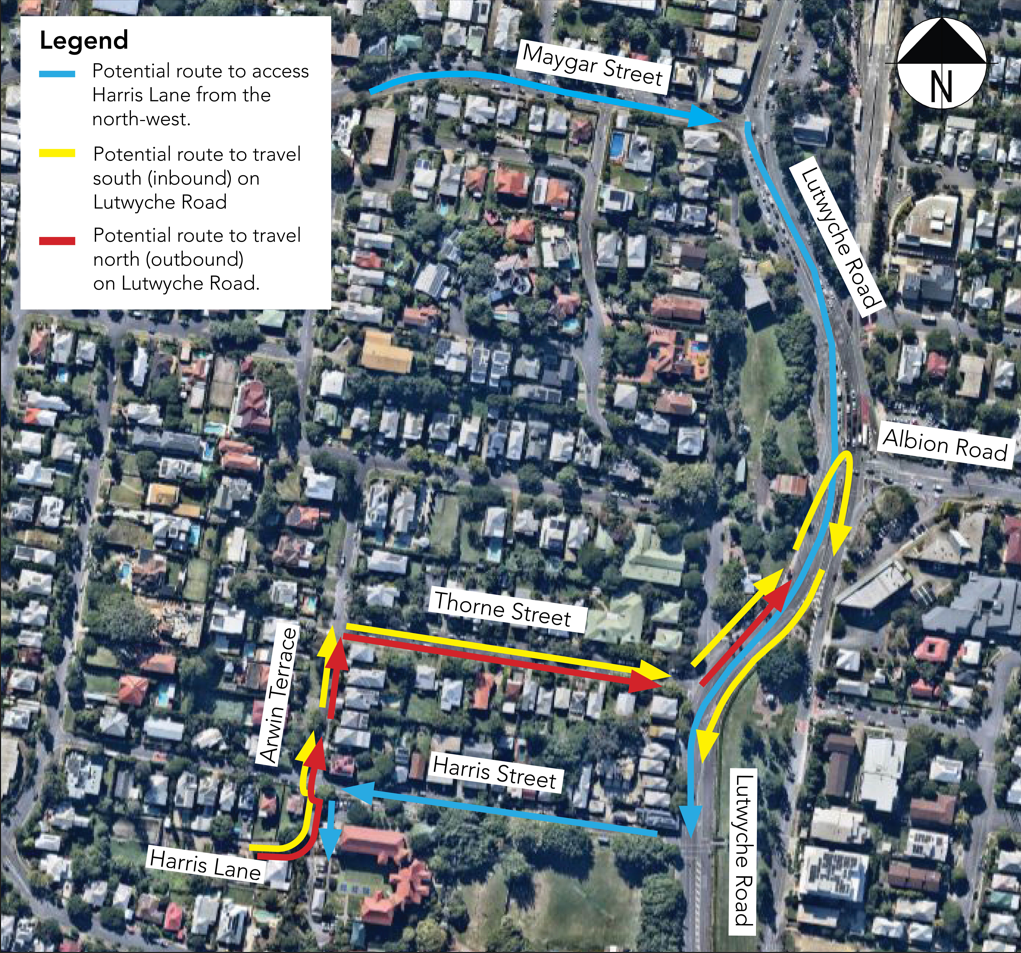 Legend
Potential route to access
Harris Lane from the
north-west.
Potential route to travel
south (inbound) on
Lutwyche Road
Potential route to travel
north (outbound)
on Lutwyche Road.
N
Maygar Street
Lutwyche Road
Albion Road
Thorne Street
Arwin Terrace
Harris Street
Harris Lane
Lutwyche Road